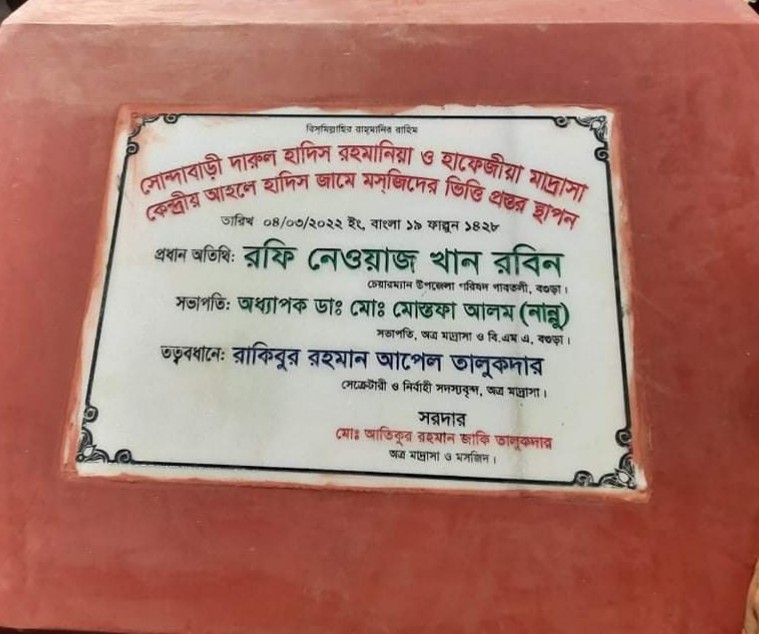 বিসমিল্লাহির রাহমানির রাহিম
সোন্দাবাড়ী দারুল হাদিস রহমানিয়া ও হাফেজীয়া মাদ্রাসা
কেন্দ্রীয় আহলে হাদিস জামে মসজিদের ভিত্তি প্রস্তর স্থাপন
তারিখ ০৪/০৩/২০২২ ইং, বাংলা ১৯ ফাল্গুন ১৪২৮
প্রধান অতিথি: রফি নেওয়াজ খান রবিন
চেয়ারম্যান উপজেলা পরিষদ গাবতলী, বগুড়া।
সভাপতি: অধ্যাপক ডাঃ মোঃ মোস্তফা আলম (নান্নু)
সভাপতি, অত্র মাদ্রাসা ও বি.এম এ, বগুড়া।
তত্ববধানে: রাকিবুর রহমান আপেল তালুকদার
সেক্রেটারী ও নির্বাহী সদস্যবৃন্দ, অত্র মাদ্রাসা।
সরদার
মোঃ আতিকুর রহমান জাকি তালুকদার
অত্র মাদ্রাসা ও মসজিদ।